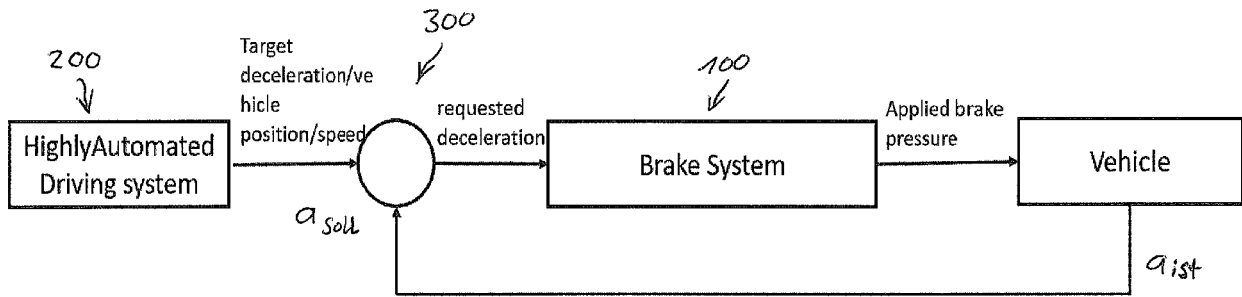 200
HighlyAutomated
Driving system
Target
deceleration/ve
hicle
position/speed
300
requested
deceleration
100
Brake System
Applied brake
pressure
Vehicle
a soll
a ist